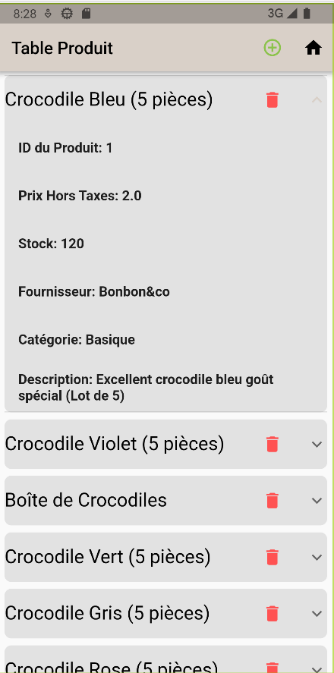 8:28
3G
Table Produit
Crocodile Bleu (5 pièces)
ID du Produit: 1
Prix Hors Taxes: 2.0
Stock: 120
Fournisseur: Bonbon&co
Catégorie: Basique
Description: Excellent crocodile bleu goût
spécial (Lot de 5)
Crocodile Violet (5 pièces)
Boîte de Crocodiles
Crocodile Vert (5 pièces)
Crocodile Gris (5 pièces)
Crocodile Rose (5 pièces)